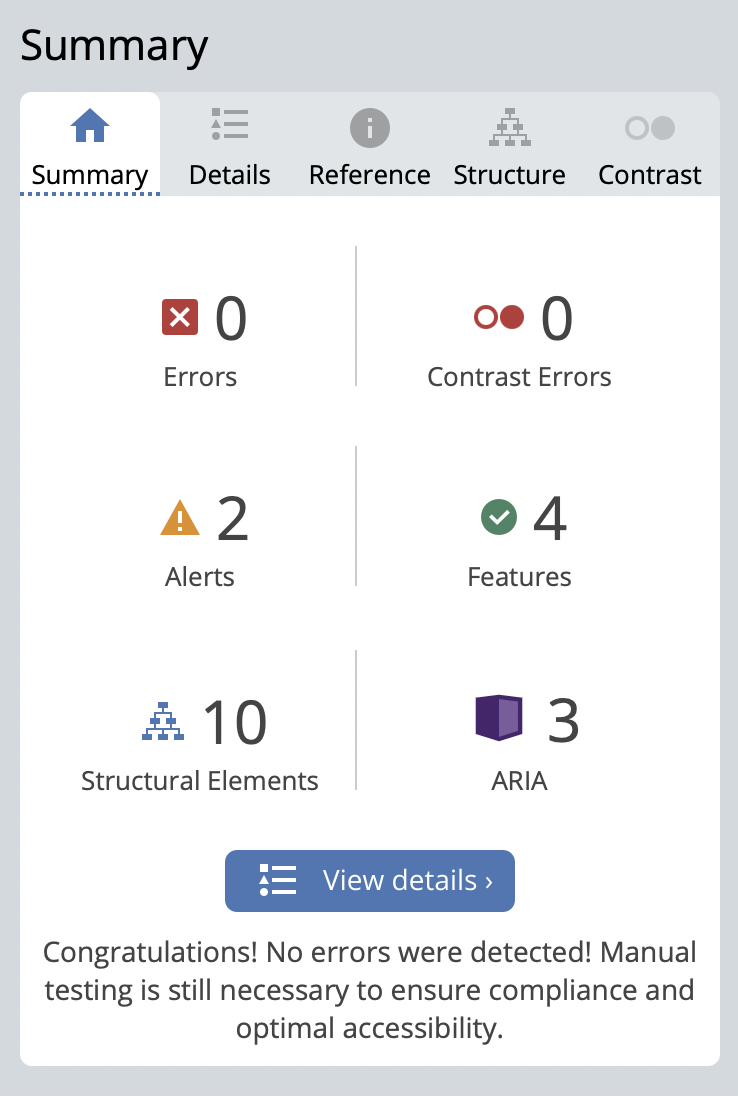 Summary
Summary
Details
Reference
Structure
Contrast
0
Errors
0
Contrast Errors
2
Alerts
4
Features
10
Structural Elements
3
ARIA
View details ›
Congratulations! No errors were detected! Manual
testing is still necessary to ensure compliance and
optimal accessibility.